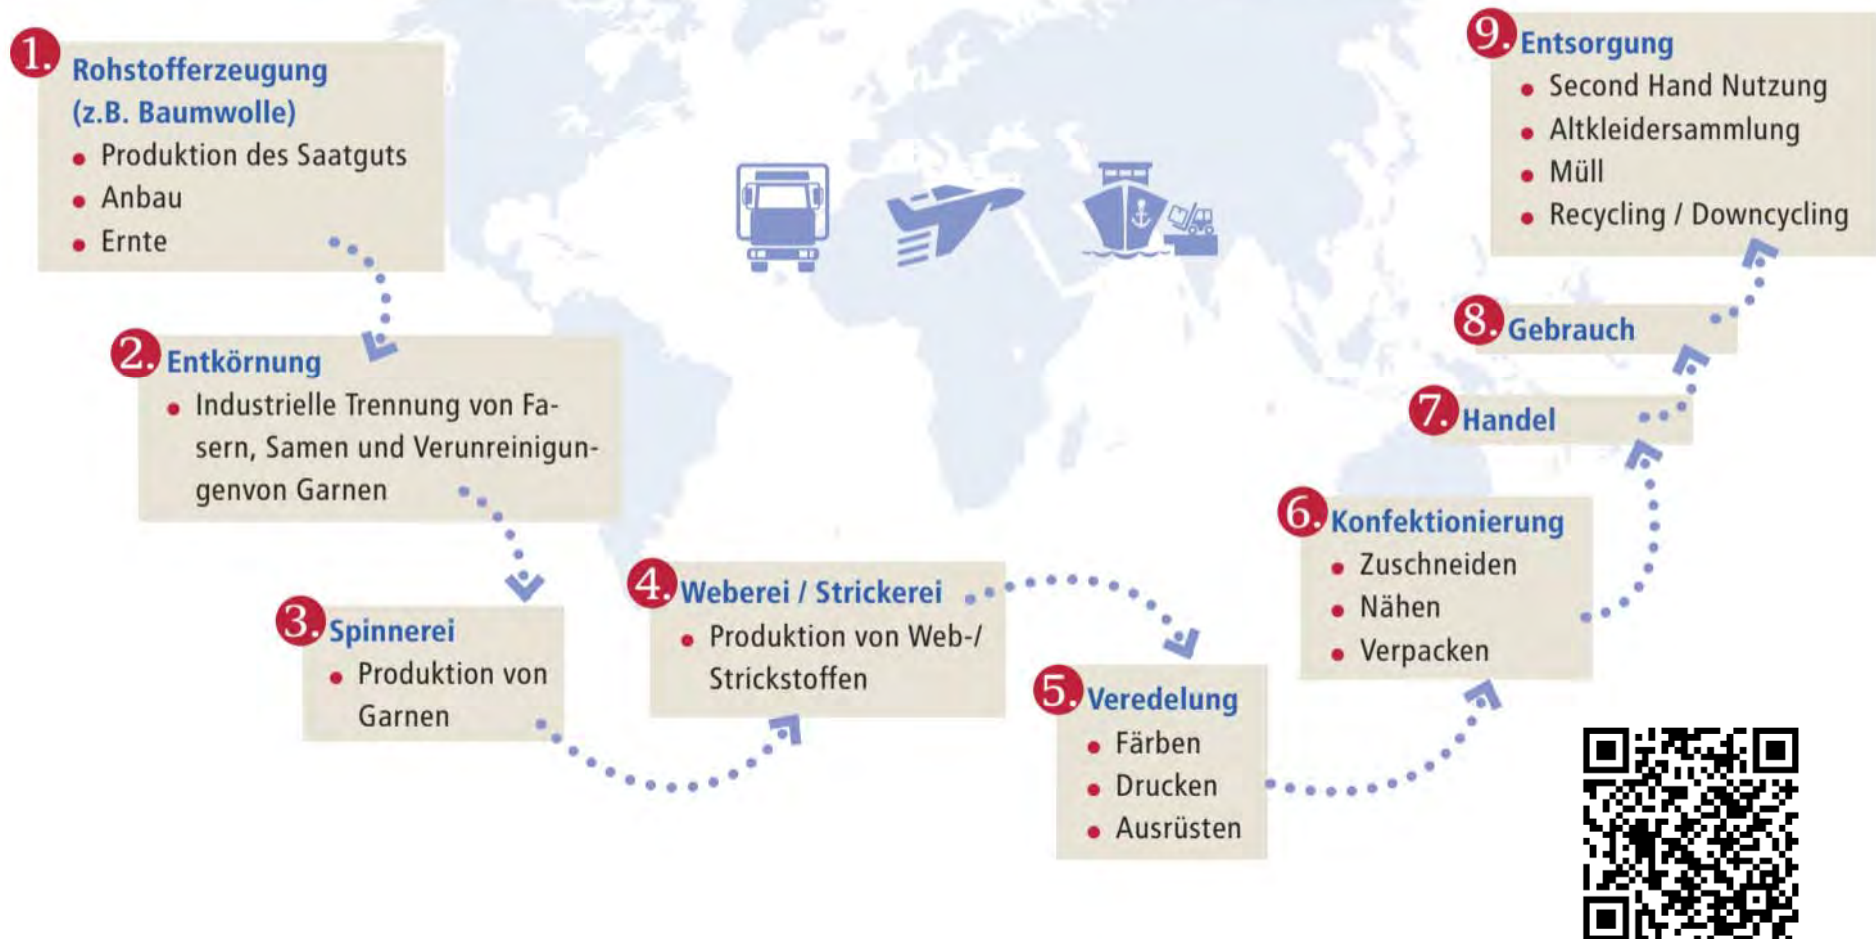 1.
Rohstofferzeugung
(z.B. Baumwolle)
• Produktion des Saatguts
• Anbau
• Ernte
2. Entkörnung
• Industrielle Trennung von Fa-
sern, Samen und Verunreinigun-
genvon Garnen
3. Spinnerei
• Produktion von
Garnen
4. Weberei / Strickerei
• Produktion von Web-/
Strickstoffen
5. Veredelung
• Färben
• Drucken
• Ausrüsten
6. Konfektionierung
• Zuschneiden
• Nähen
• Verpacken
7. Handel
8. Gebrauch
9. Entsorgung
• Second Hand Nutzung
• Altkleidersammlung
• Müll
• Recycling / Downcycling